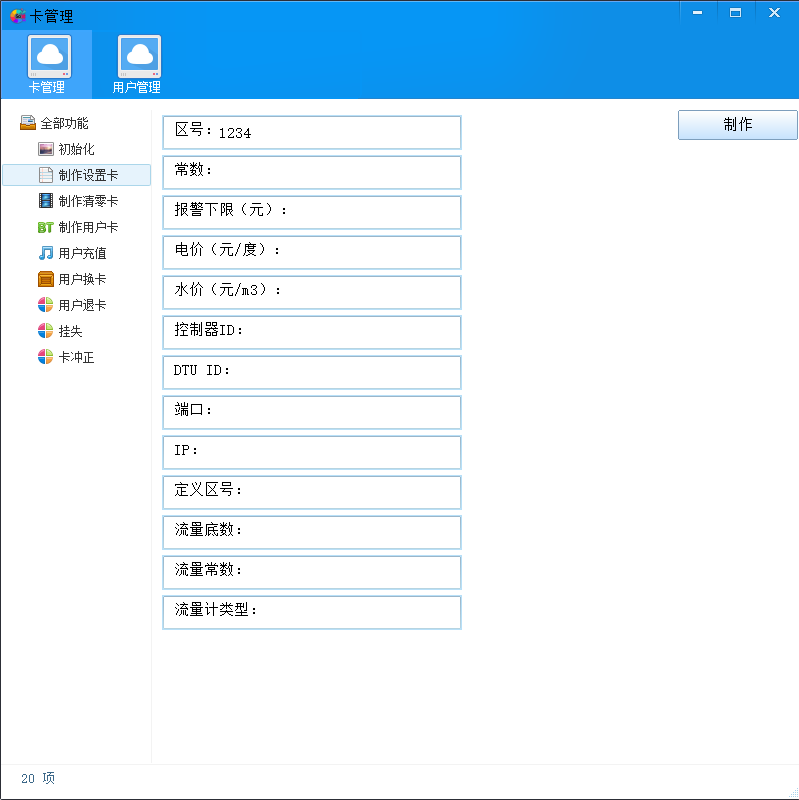 卡管理
卡管理
用户管理
全部功能
初始化
制作设置卡
制作清零卡
制作用户卡
用户充值
用户换卡
用户退卡
挂失
卡冲正
区号：1234
常数：
报警下限（元）：
电价（元/度）：
水价（元/m3）：
控制器ID：
DTU ID：
端口：
IP：
定义区号：
流量底数：
流量常数：
流量计类型：
制作
20 项
BT